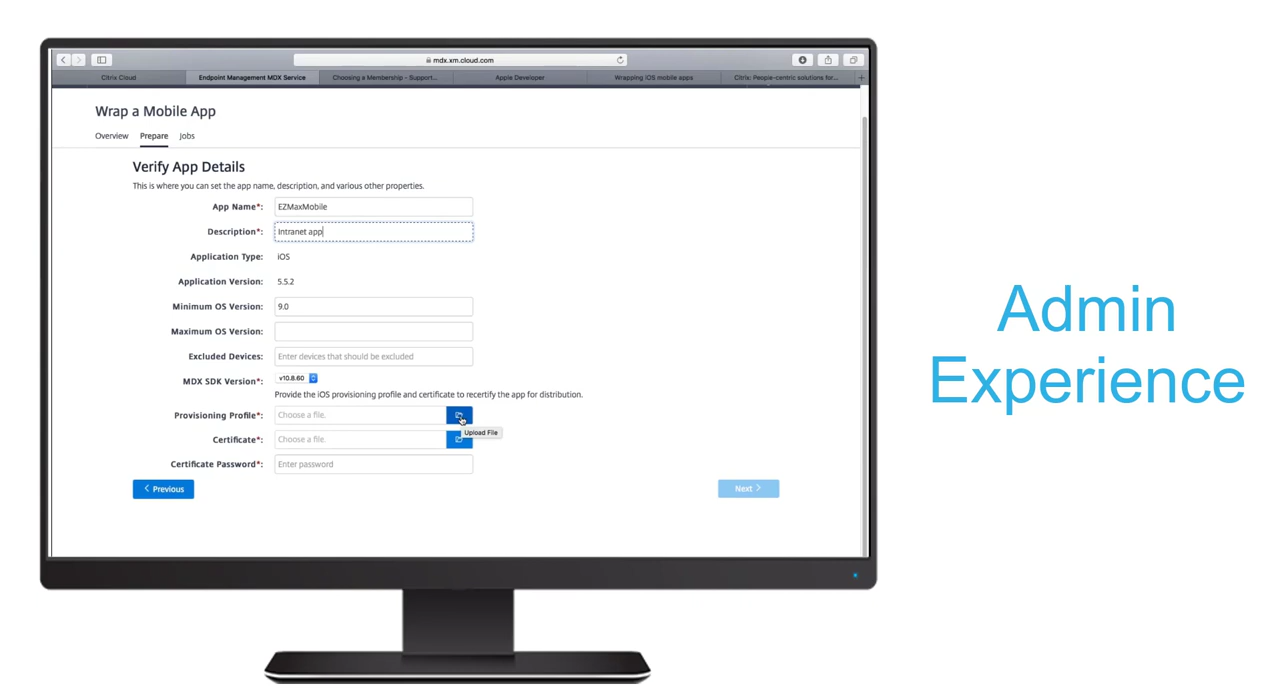 mdx.xm.cloud.com
Citrix Cloud
Endpoint Management MDX Service
Choosing a Membership - Support...
Apple Developer
Wrapping iOS mobile apps
Citrix: People-centric solutions for...
+
Wrap a Mobile App
Overview Prepare Jobs
Verify App Details
This is where you can set the app name, description, and various other properties.
App Name*: EZMaxMobile
Description*: Intranet app
Application Type: iOS
Application Version: 5.5.2
Minimum OS Version: 9.0
Maximum OS Version:
Excluded Devices: Enter devices that should be excluded
MDX SDK Version*: v10.8.60
Provide the iOS provisioning profile and certificate to recertify the app for distribution.
Provisioning Profile*: Choose a file.
Upload File
Certificate*: Choose a file.
Certificate Password*: Enter password
< Previous
Next >
Admin
Experience